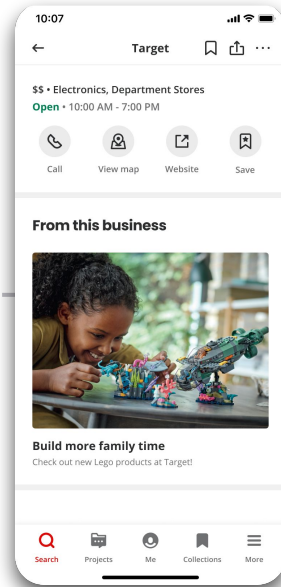 10:07
Target
$$ • Electronics, Department Stores
Open • 10:00 AM - 7:00 PM
Call
View map
Website
Save
From this business
Build more family time
Check out new Lego products at Target!
Search
Projects
Me
Collections
More